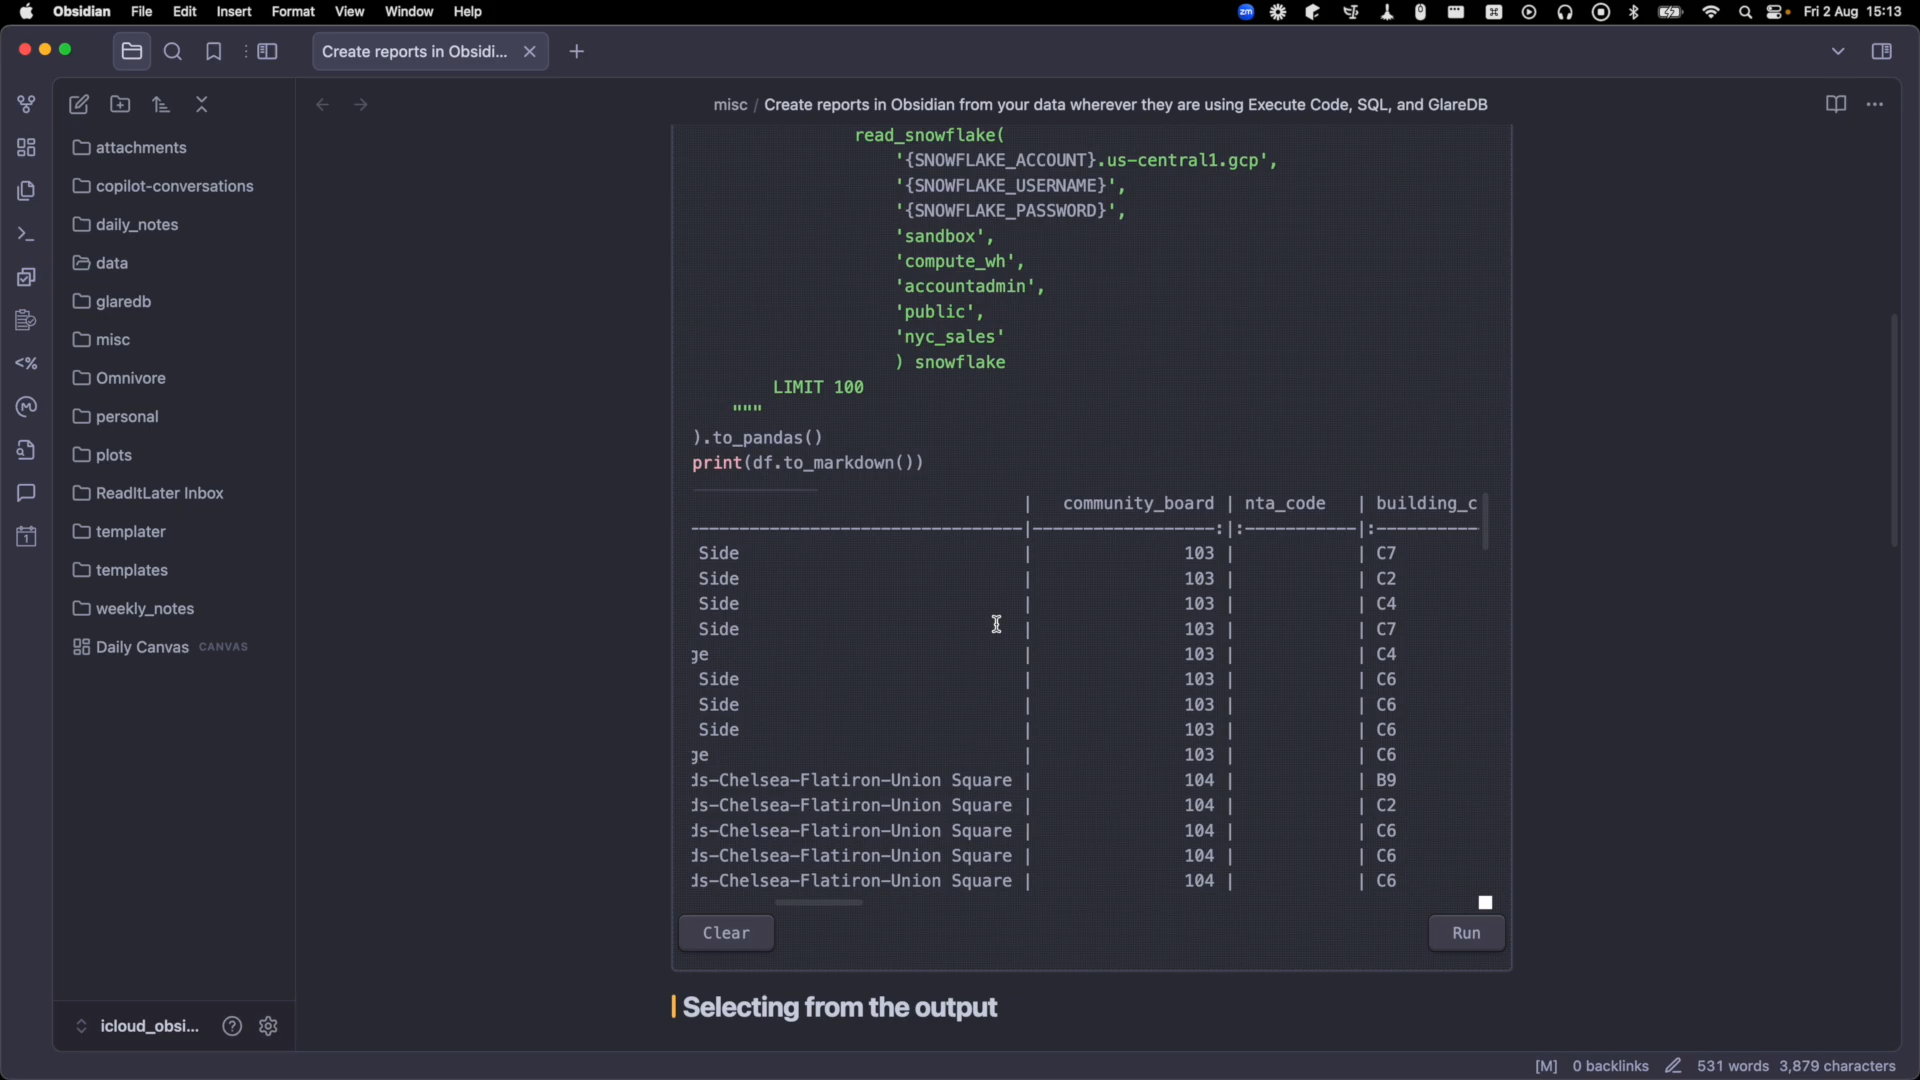 Obsidian File Edit Insert Format View Window Help
zm
Fri 2 Aug 15:13
Create reports in Obsidi...
misc / Create reports in Obsidian from your data wherever they are using Execute Code, SQL, and GlareDB
attachments
copilot-conversations
daily_notes
data
glaredb
misc
Omnivore
personal
plots
ReadItLater Inbox
templater
templates
weekly_notes
Daily Canvas CANVAS
<%
icloud_obsi...
read_snowflake(
'{SNOWFLAKE_ACCOUNT}.us-central1.gcp',
'{SNOWFLAKE_USERNAME}',
'{SNOWFLAKE_PASSWORD}',
'sandbox',
'compute_wh',
'accountadmin',
'public',
'nyc_sales'
) snowflake
LIMIT 100
"""
).to_pandas()
print(df.to_markdown())
| community_board | nta_code | building_c
-----------------------------------|------------------:|:-----------|:----------
Side | 103 | | C7
Side | 103 | | C2
Side | 103 | | C4
Side | 103 | | C7
ge | 103 | | C4
Side | 103 | | C6
Side | 103 | | C6
Side | 103 | | C6
ge | 103 | | C6
ds-Chelsea-Flatiron-Union Square | 104 | | B9
ds-Chelsea-Flatiron-Union Square | 104 | | C2
ds-Chelsea-Flatiron-Union Square | 104 | | C6
ds-Chelsea-Flatiron-Union Square | 104 | | C6
ds-Chelsea-Flatiron-Union Square | 104 | | C6
Clear
Run
Selecting from the output
[M] 0 backlinks 531 words 3,879 characters